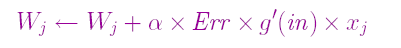 W_j ← W_j + α × Err × g′(in) × x_j